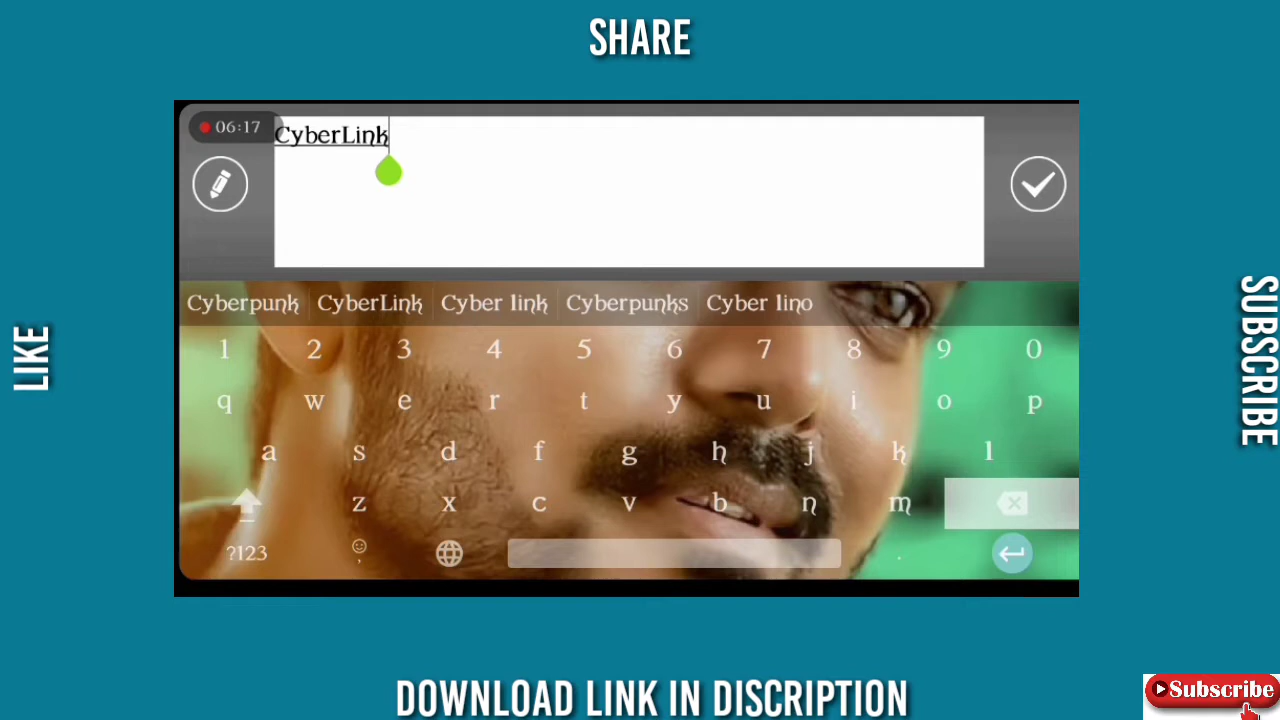 SHARE
06:17
CyberLink
Cyberpunk CyberLink Cyber link Cyberpunks Cyber lino
1 2 3 4 5 6 7 8 9 0
q w e r t y u i o p
a s d f g h j k l
z x c v b n m
?123 , .
LIKE
SUBSCRIBE
DOWNLOAD LINK IN DISCRIPTION
Subscribe